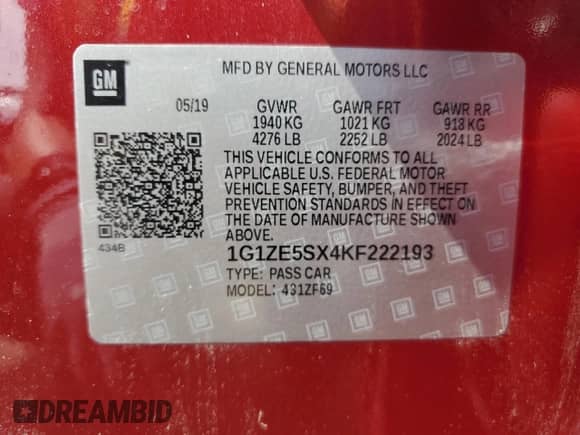 GM
MFD BY GENERAL MOTORS LLC
05/19 GVWR GAWR FRT GAWR RR
1940 KG 1021 KG 918 KG
4276 LB 2252 LB 2024 LB
THIS VEHICLE CONFORMS TO ALL
APPLICABLE U.S. FEDERAL MOTOR
VEHICLE SAFETY, BUMPER, AND THEFT
PREVENTION STANDARDS IN EFFECT ON
THE DATE OF MANUFACTURE SHOWN
ABOVE.
434B
1G1ZE5SX4KF222193
TYPE: PASS CAR
MODEL: 431ZF69
DREAMBID